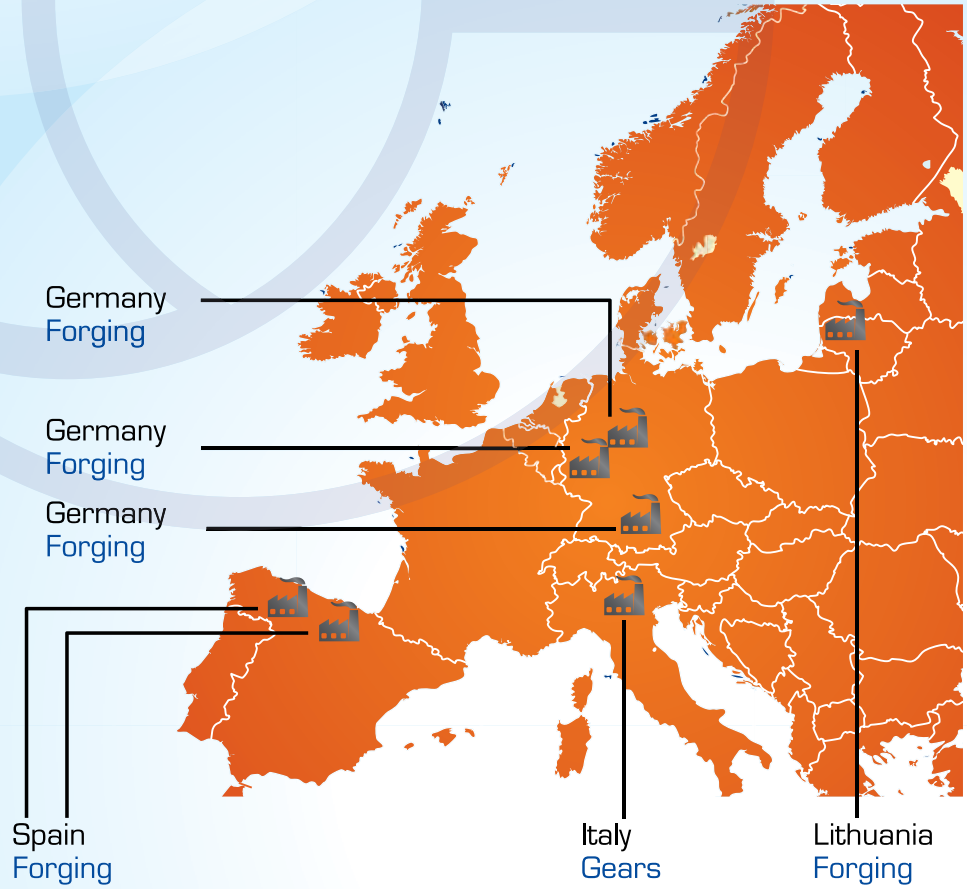 Germany
Forging
Germany
Forging
Germany
Forging
Spain
Forging
Italy
Gears
Lithuania
Forging